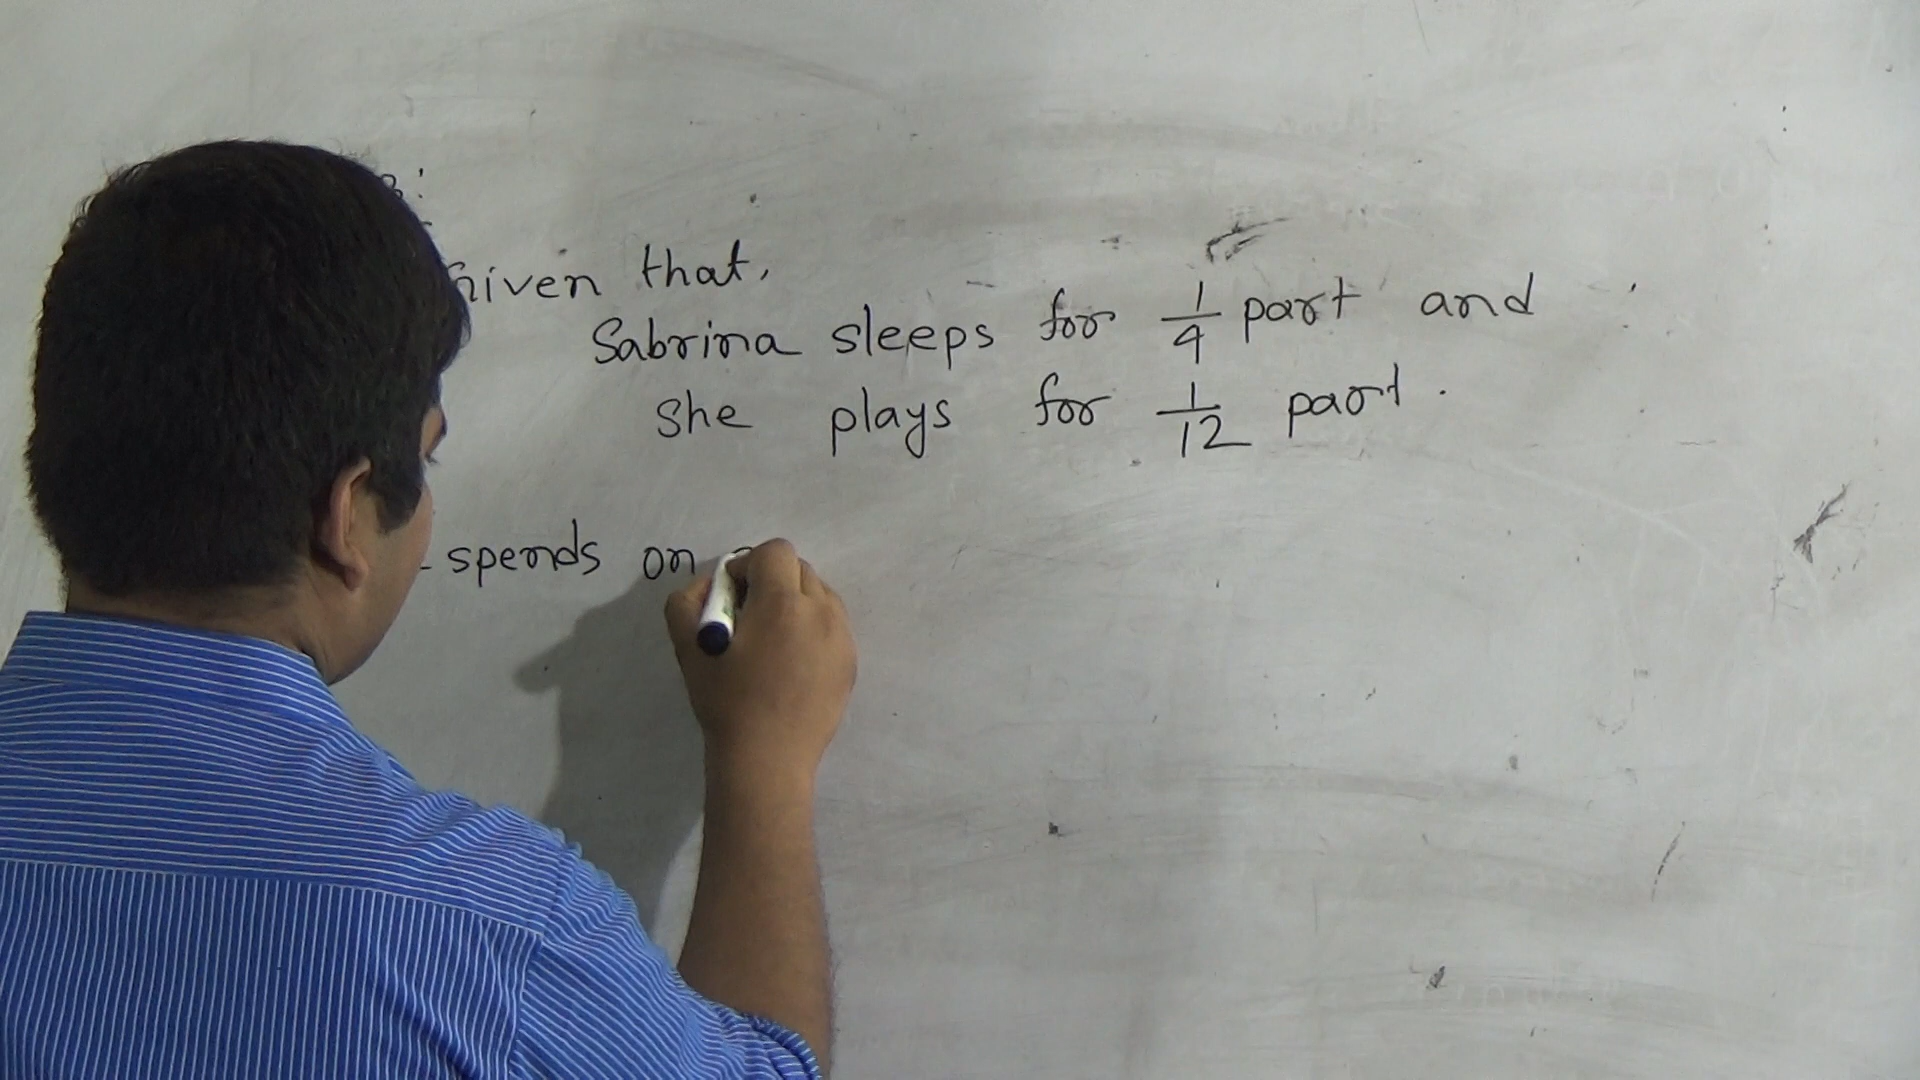 Given that,
Sabrina sleeps for 1/4 part and
she plays for 1/12 part.
spends on